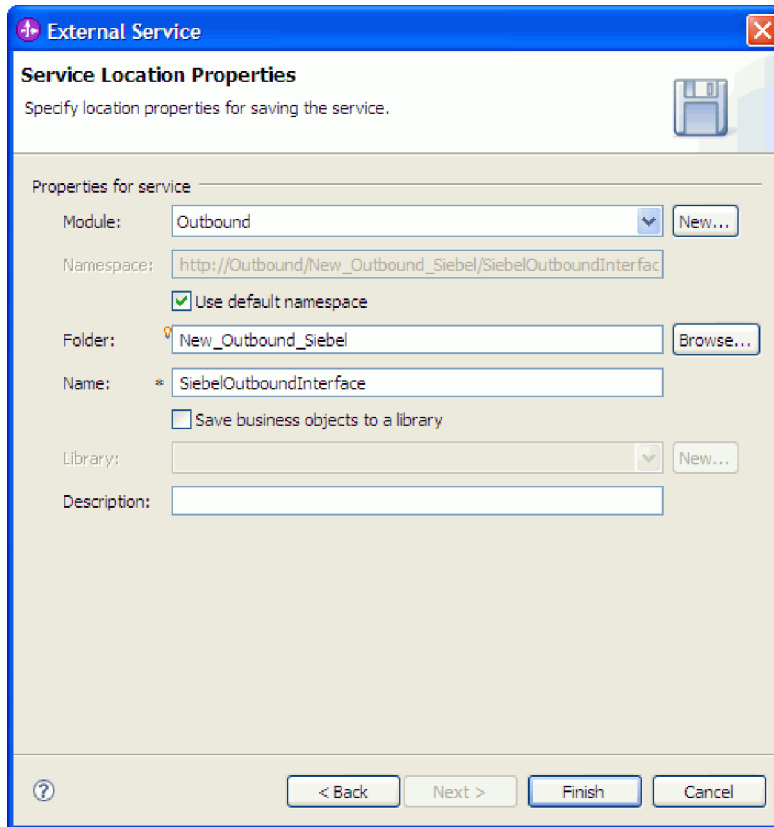 External Service
Service Location Properties
Specify location properties for saving the service.
Properties for service
Module: Outbound New...
Namespace: http://Outbound/New_Outbound_Siebel/SiebelOutboundInterfac
Use default namespace
Folder: New_Outbound_Siebel Browse...
Name: * SiebelOutboundInterface
Save business objects to a library
Library: New...
Description:
? < Back Next > Finish Cancel